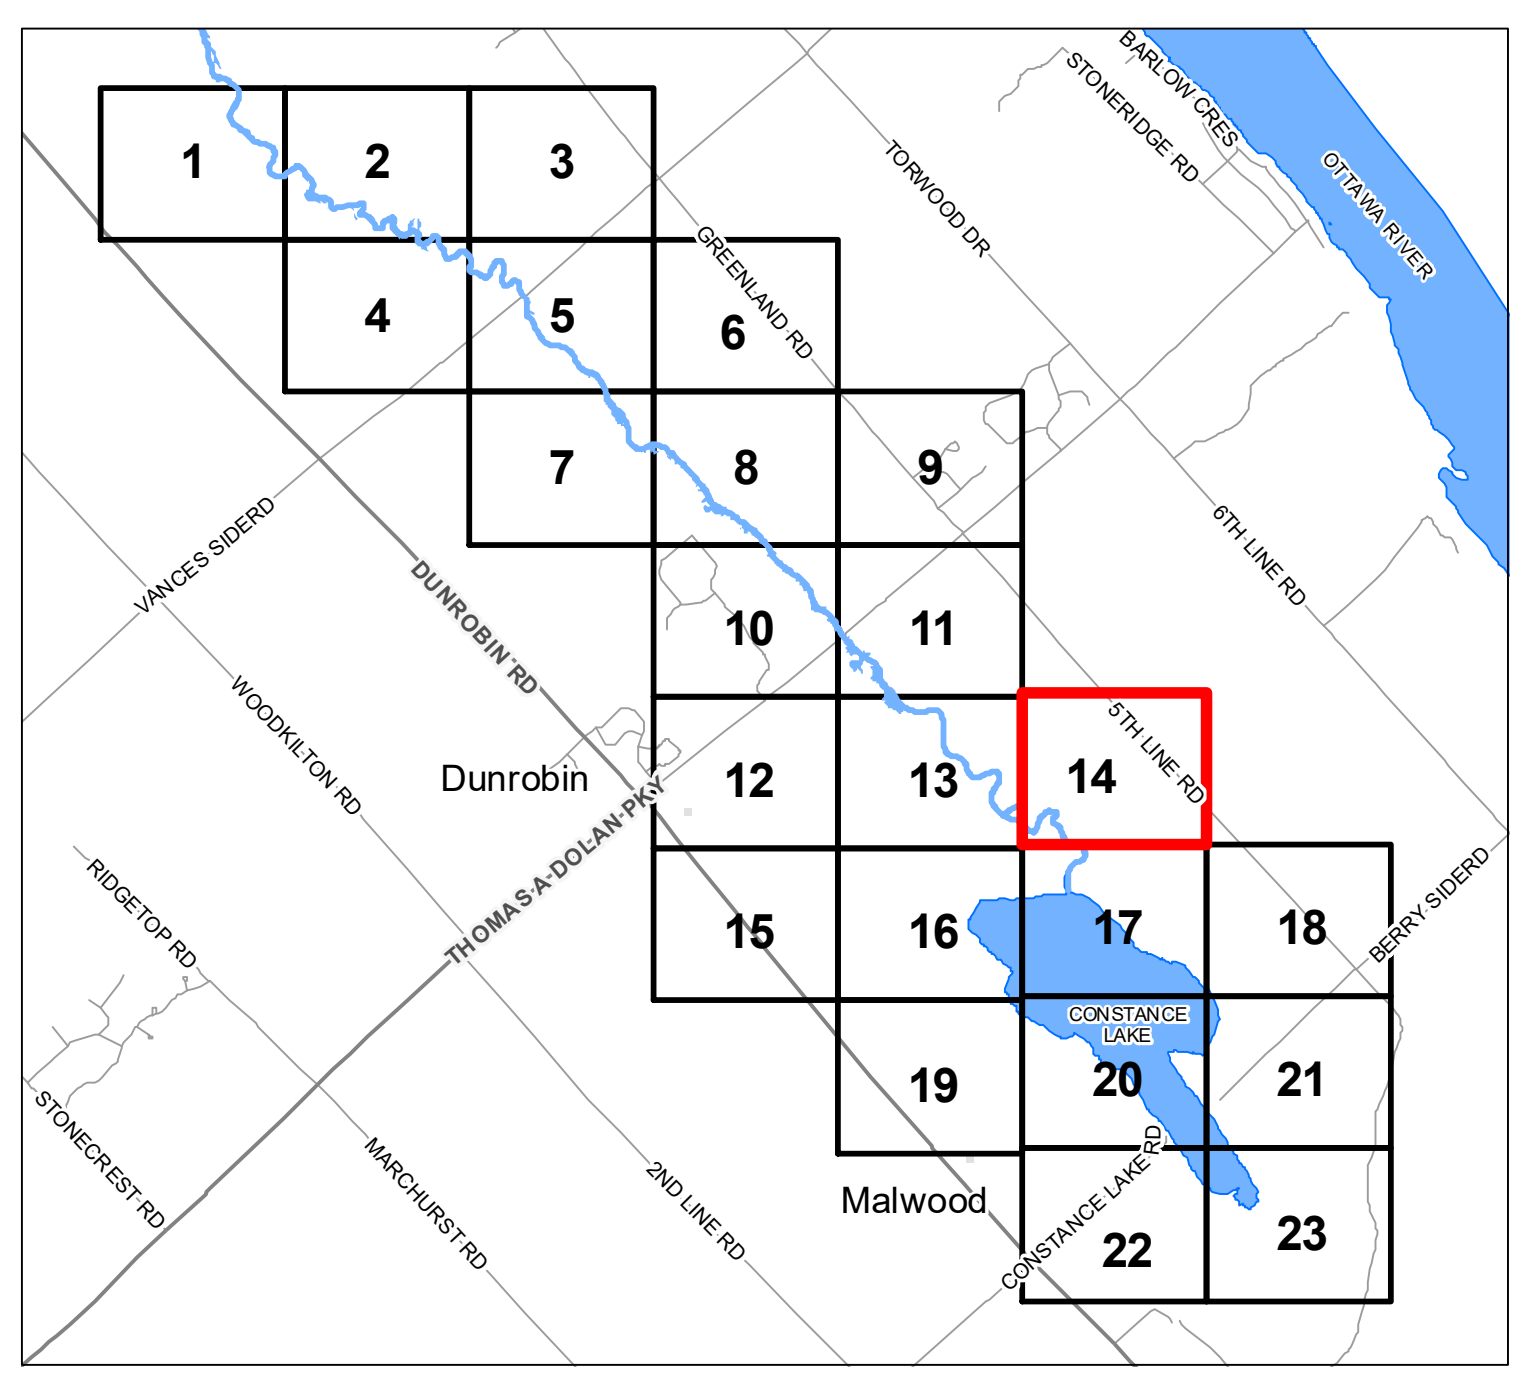 BARLOW CRES
STONERIDGE RD
OTTAWA RIVER
TORWOOD DR
1
2
3
GREENLAND RD
4
5
6
7
8
9
VANCES SIDERD
DUNROBIN RD
6TH LINE RD
10
11
WOODKILTON RD
5TH LINE RD
Dunrobin
12
13
14
THOMAS A DOLAN PKY
RIDGETOP RD
BERRY SIDERD
15
16
17
18
CONSTANCE
LAKE
19
20
21
STONECREST RD
MARCHURST RD
2ND LINE RD
Malwood
CONSTANCE LAKE RD
22
23